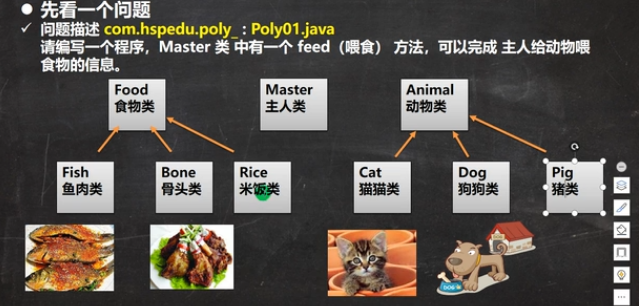 ● 先看一个问题
✓ 问题描述 com.hspedu.poly_ : Poly01.java
请编写一个程序，Master 类 中有一个 feed（喂食） 方法，可以完成 主人给动物喂
食物的信息。
Food
食物类
Master
主人类
Animal
动物类
Fish
鱼肉类
Bone
骨头类
Rice
米饭类
Cat
猫猫类
Dog
狗狗类
Pig
猪类
DOG